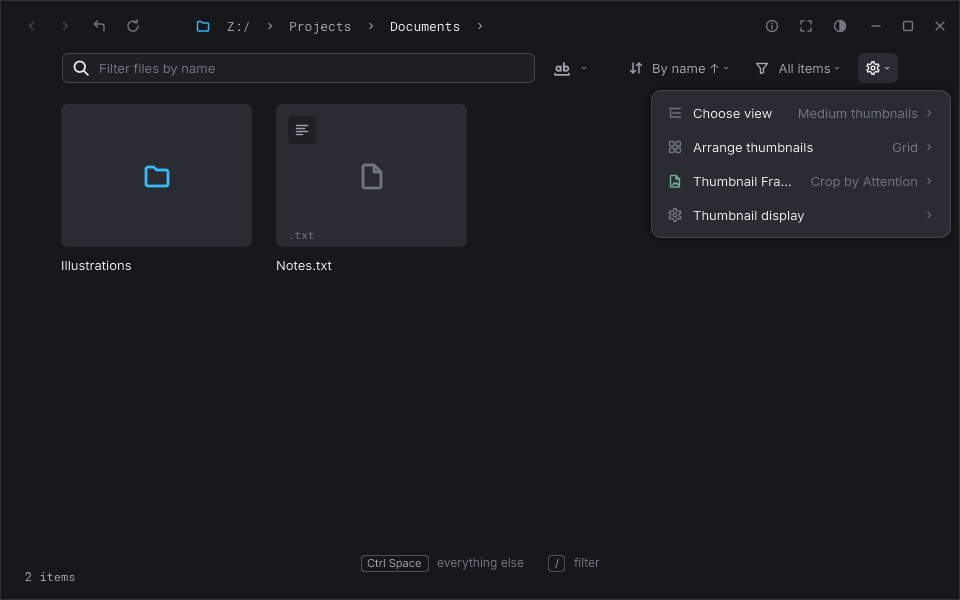 Z:/ Projects Documents
Filter files by name
ab
By name ↑
All items
Choose view Medium thumbnails
Arrange thumbnails Grid
Thumbnail Fra... Crop by Attention
Thumbnail display
.txt
Illustrations
Notes.txt
Ctrl Space everything else / filter
2 items